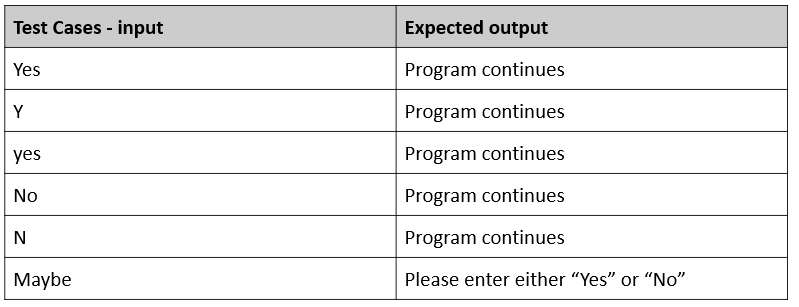 Test Cases - input Expected output
Yes Program continues
Y Program continues
yes Program continues
No Program continues
N Program continues
Maybe Please enter either “Yes” or “No”